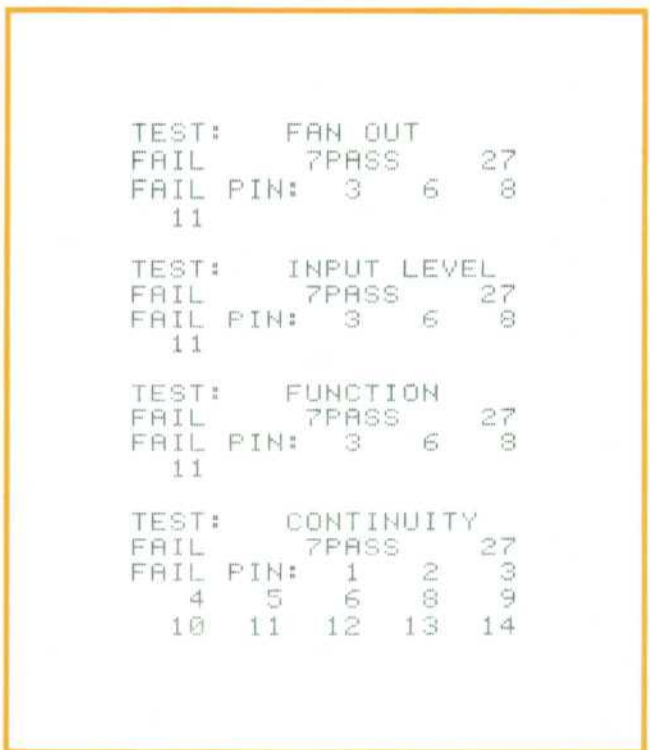 TEST: FAN OUT
FAIL 7PASS 27
FAIL PIN: 3 6 8
11
TEST: INPUT LEVEL
FAIL 7PASS 27
FAIL PIN: 3 6 8
11
TEST: FUNCTION
FAIL 7PASS 27
FAIL PIN: 3 6 8
11
TEST: CONTINUITY
FAIL 7PASS 27
FAIL PIN: 1 2 3
4 5 6 8 9
10 11 12 13 14